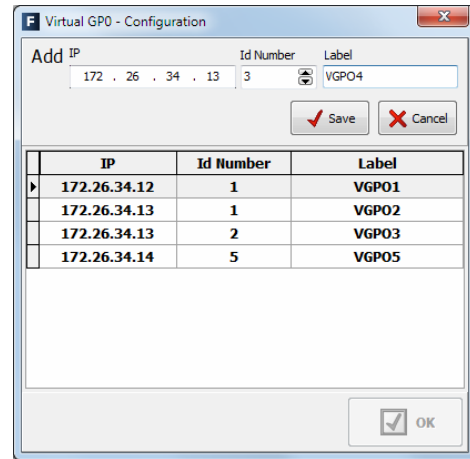 F Virtual GP0 - Configuration
Add IP Id Number Label
172 . 26 . 34 . 13 3 VGPO4
Save Cancel
IP Id Number Label
172.26.34.12 1 VGPO1
172.26.34.13 1 VGPO2
172.26.34.13 2 VGPO3
172.26.34.14 5 VGPO5
OK